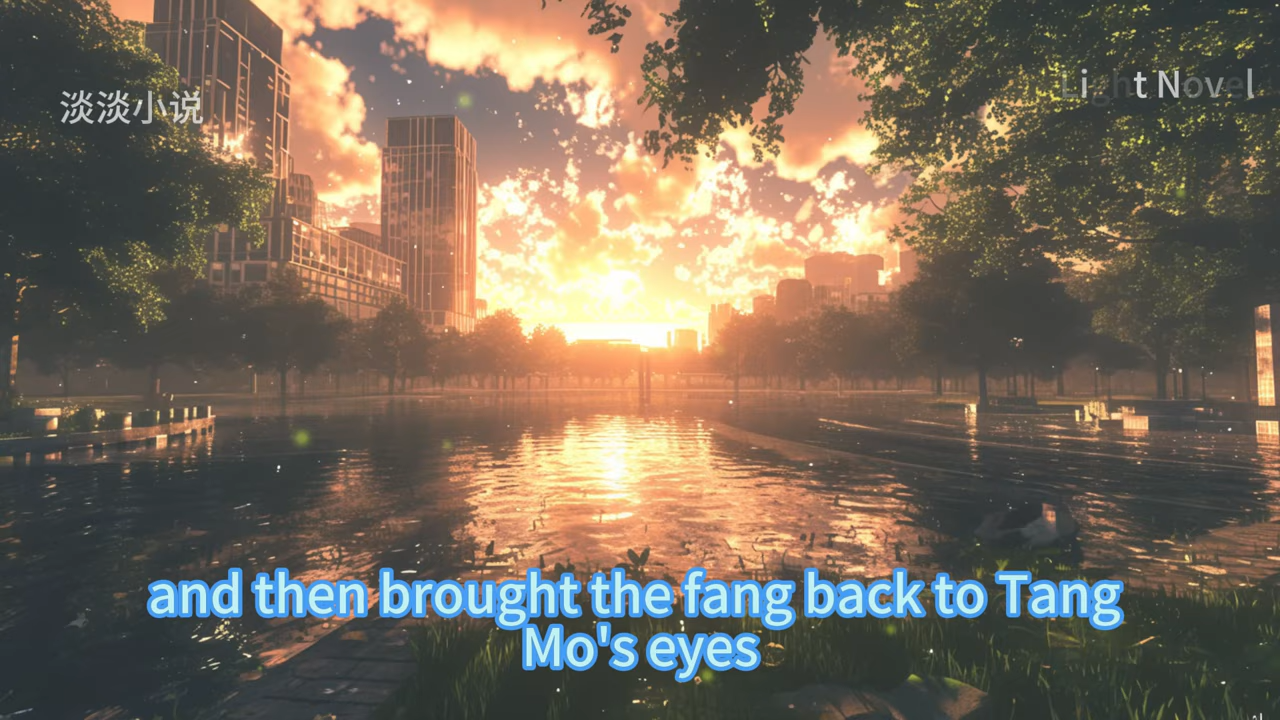 淡淡小说
Light Novel
and then brought the fang back to Tang
Mo's eyes